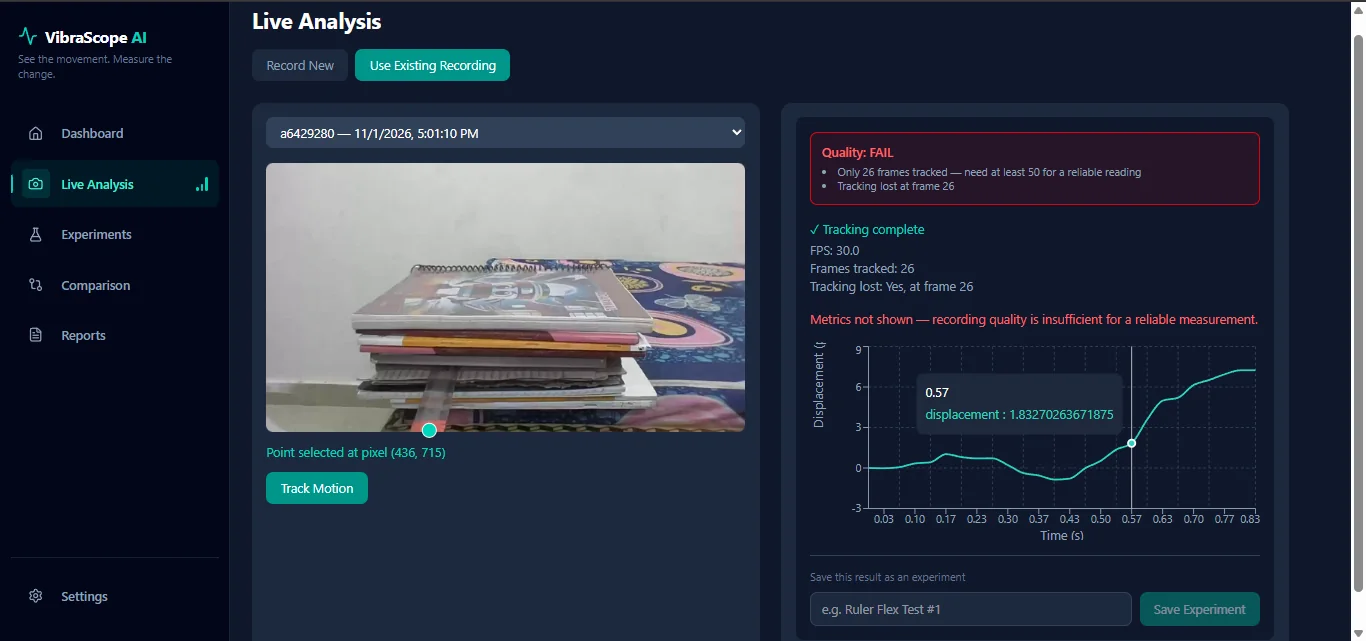 VibraScope AI
See the movement. Measure the
change.
Dashboard
Live Analysis
Experiments
Comparison
Reports
Settings
Live Analysis
Record New
Use Existing Recording
a6429280 — 11/1/2026, 5:01:10 PM
Point selected at pixel (436, 715)
Track Motion
Quality: FAIL
Only 26 frames tracked — need at least 50 for a reliable reading
Tracking lost at frame 26
✓ Tracking complete
FPS: 30.0
Frames tracked: 26
Tracking lost: Yes, at frame 26
Metrics not shown — recording quality is insufficient for a reliable measurement.
Displacement (
9
6
3
0
-3
0.57
displacement : 1.83270263671875
0.03 0.10 0.17 0.23 0.30 0.37 0.43 0.50 0.57 0.63 0.70 0.77 0.83
Time (s)
Save this result as an experiment
e.g. Ruler Flex Test #1
Save Experiment